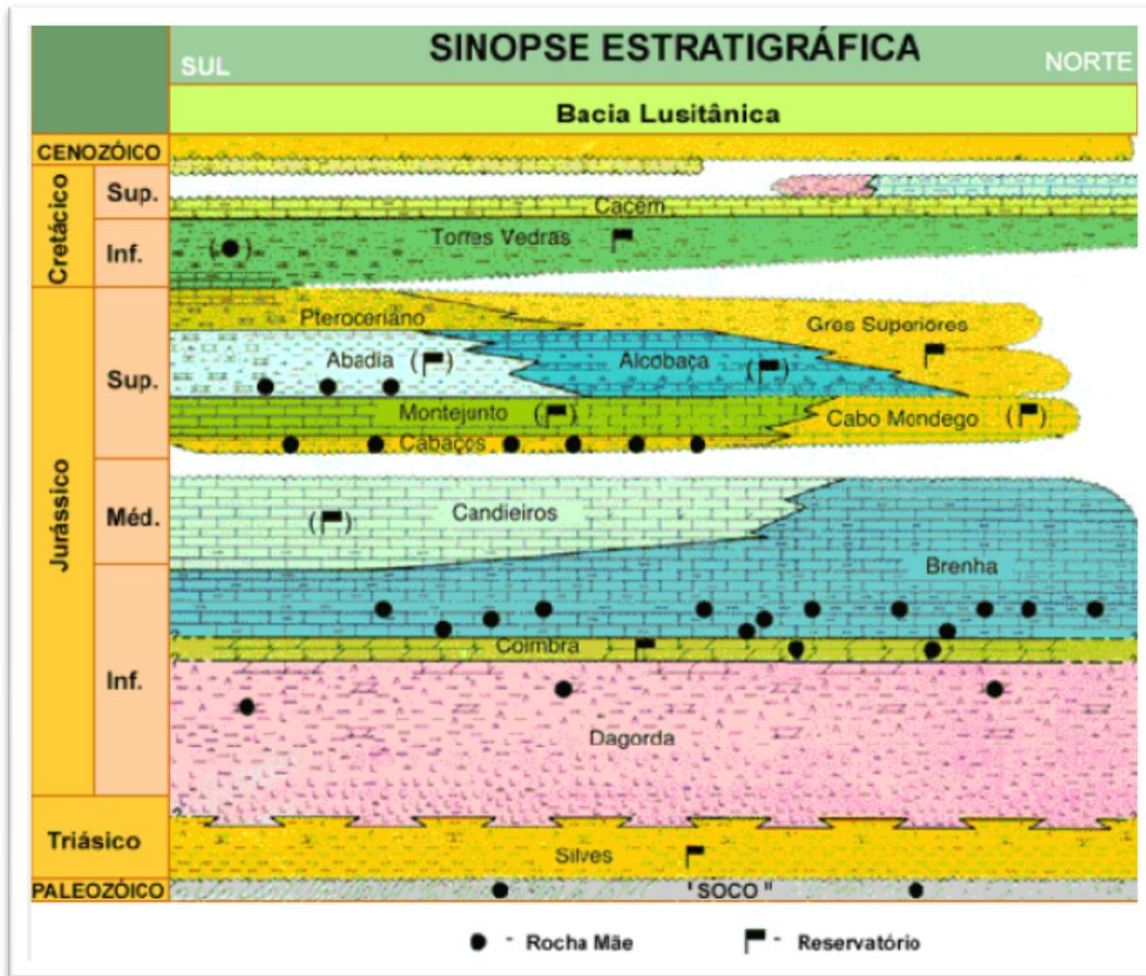 SINOPSE ESTRATIGRÁFICA
SUL
NORTE
Bacia Lusitânica
CENOZÓICO
Cretácico
Sup.
Cacém
Inf.
Torres Vedras
Jurássico
Sup.
Pteroceriano
Gres Superiores
Abadia
Alcobaça
Montejunto
Cabo Mondego
Cabaços
Méd.
Candieiros
Brenha
Inf.
Coimbra
Dagorda
Triásico
Silves
PALEOZÓICO
"SOCO"
- Rocha Mãe
- Reservatório